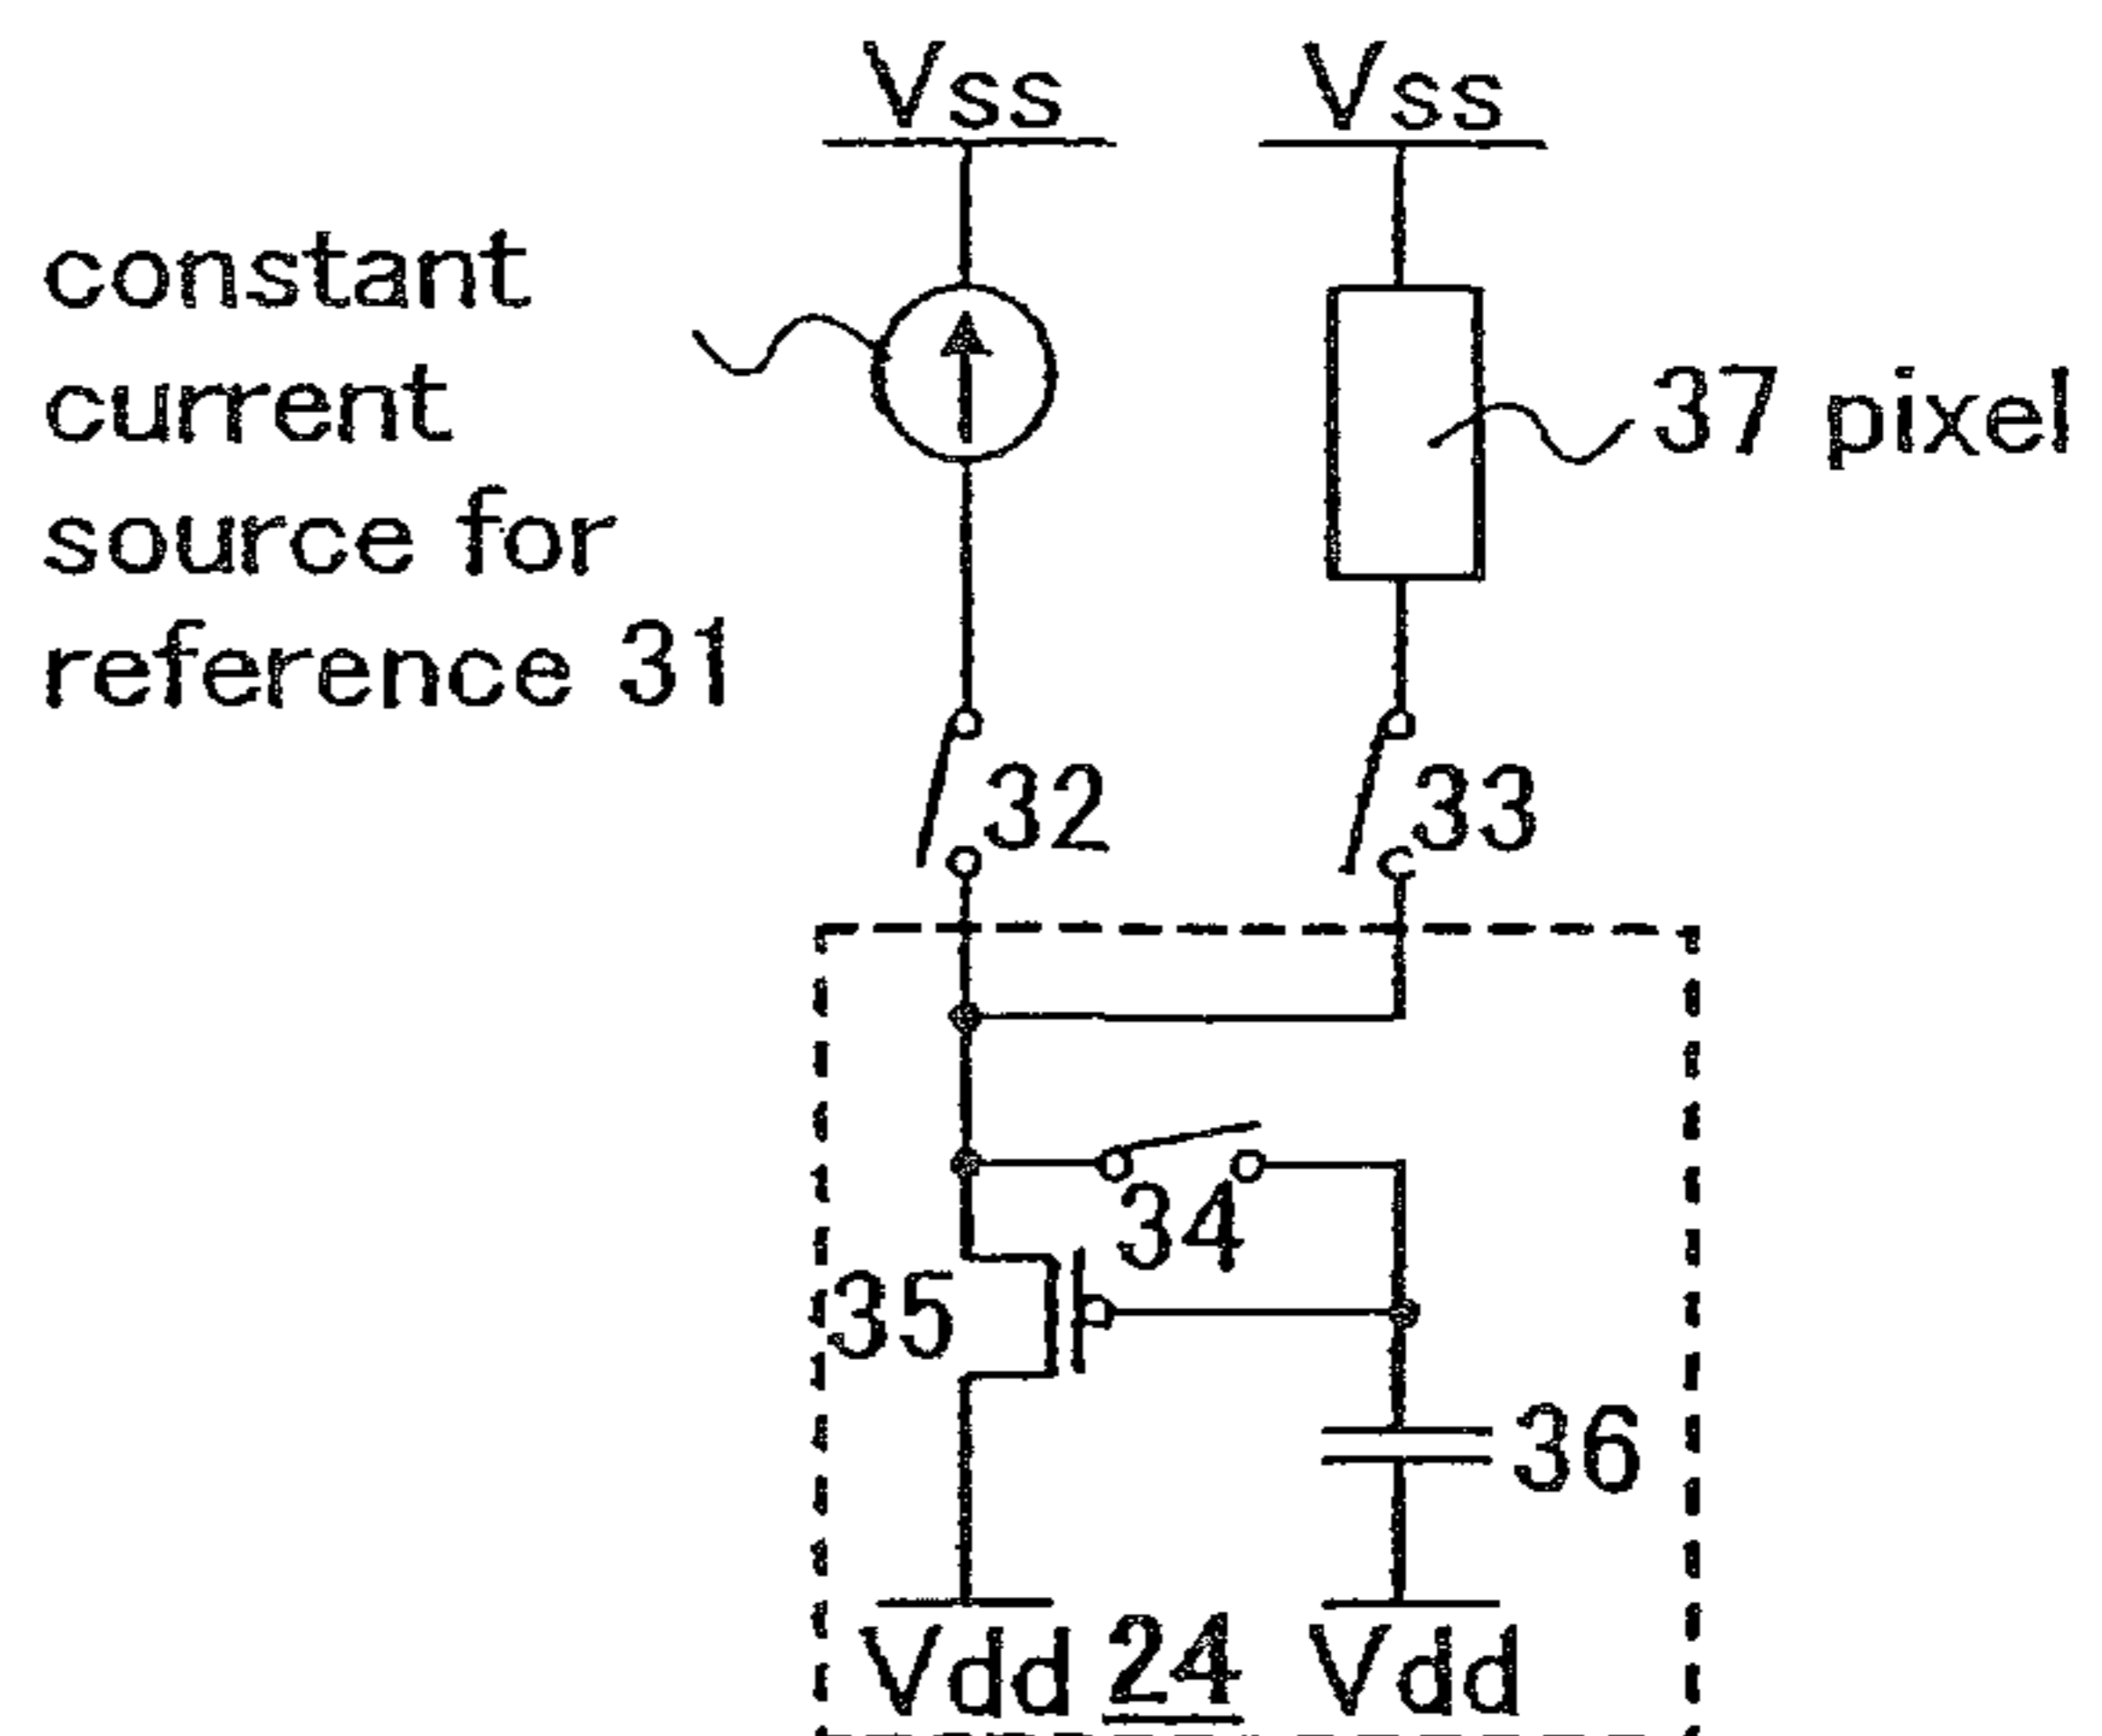 Vss Vss
constant
current
source for
reference 31
37 pixel
32 33
34
35
36
Vdd 24 Vdd